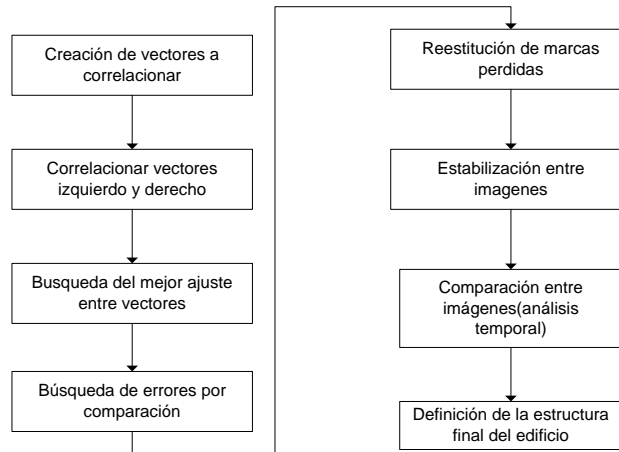 Creación de vectores a
correlacionar
Correlacionar vectores
izquierdo y derecho
Busqueda del mejor ajuste
entre vectores
Búsqueda de errores por
comparación
Reestitución de marcas
perdidas
Estabilización entre
imagenes
Comparación entre
imágenes(análisis
temporal)
Definición de la estructura
final del edificio